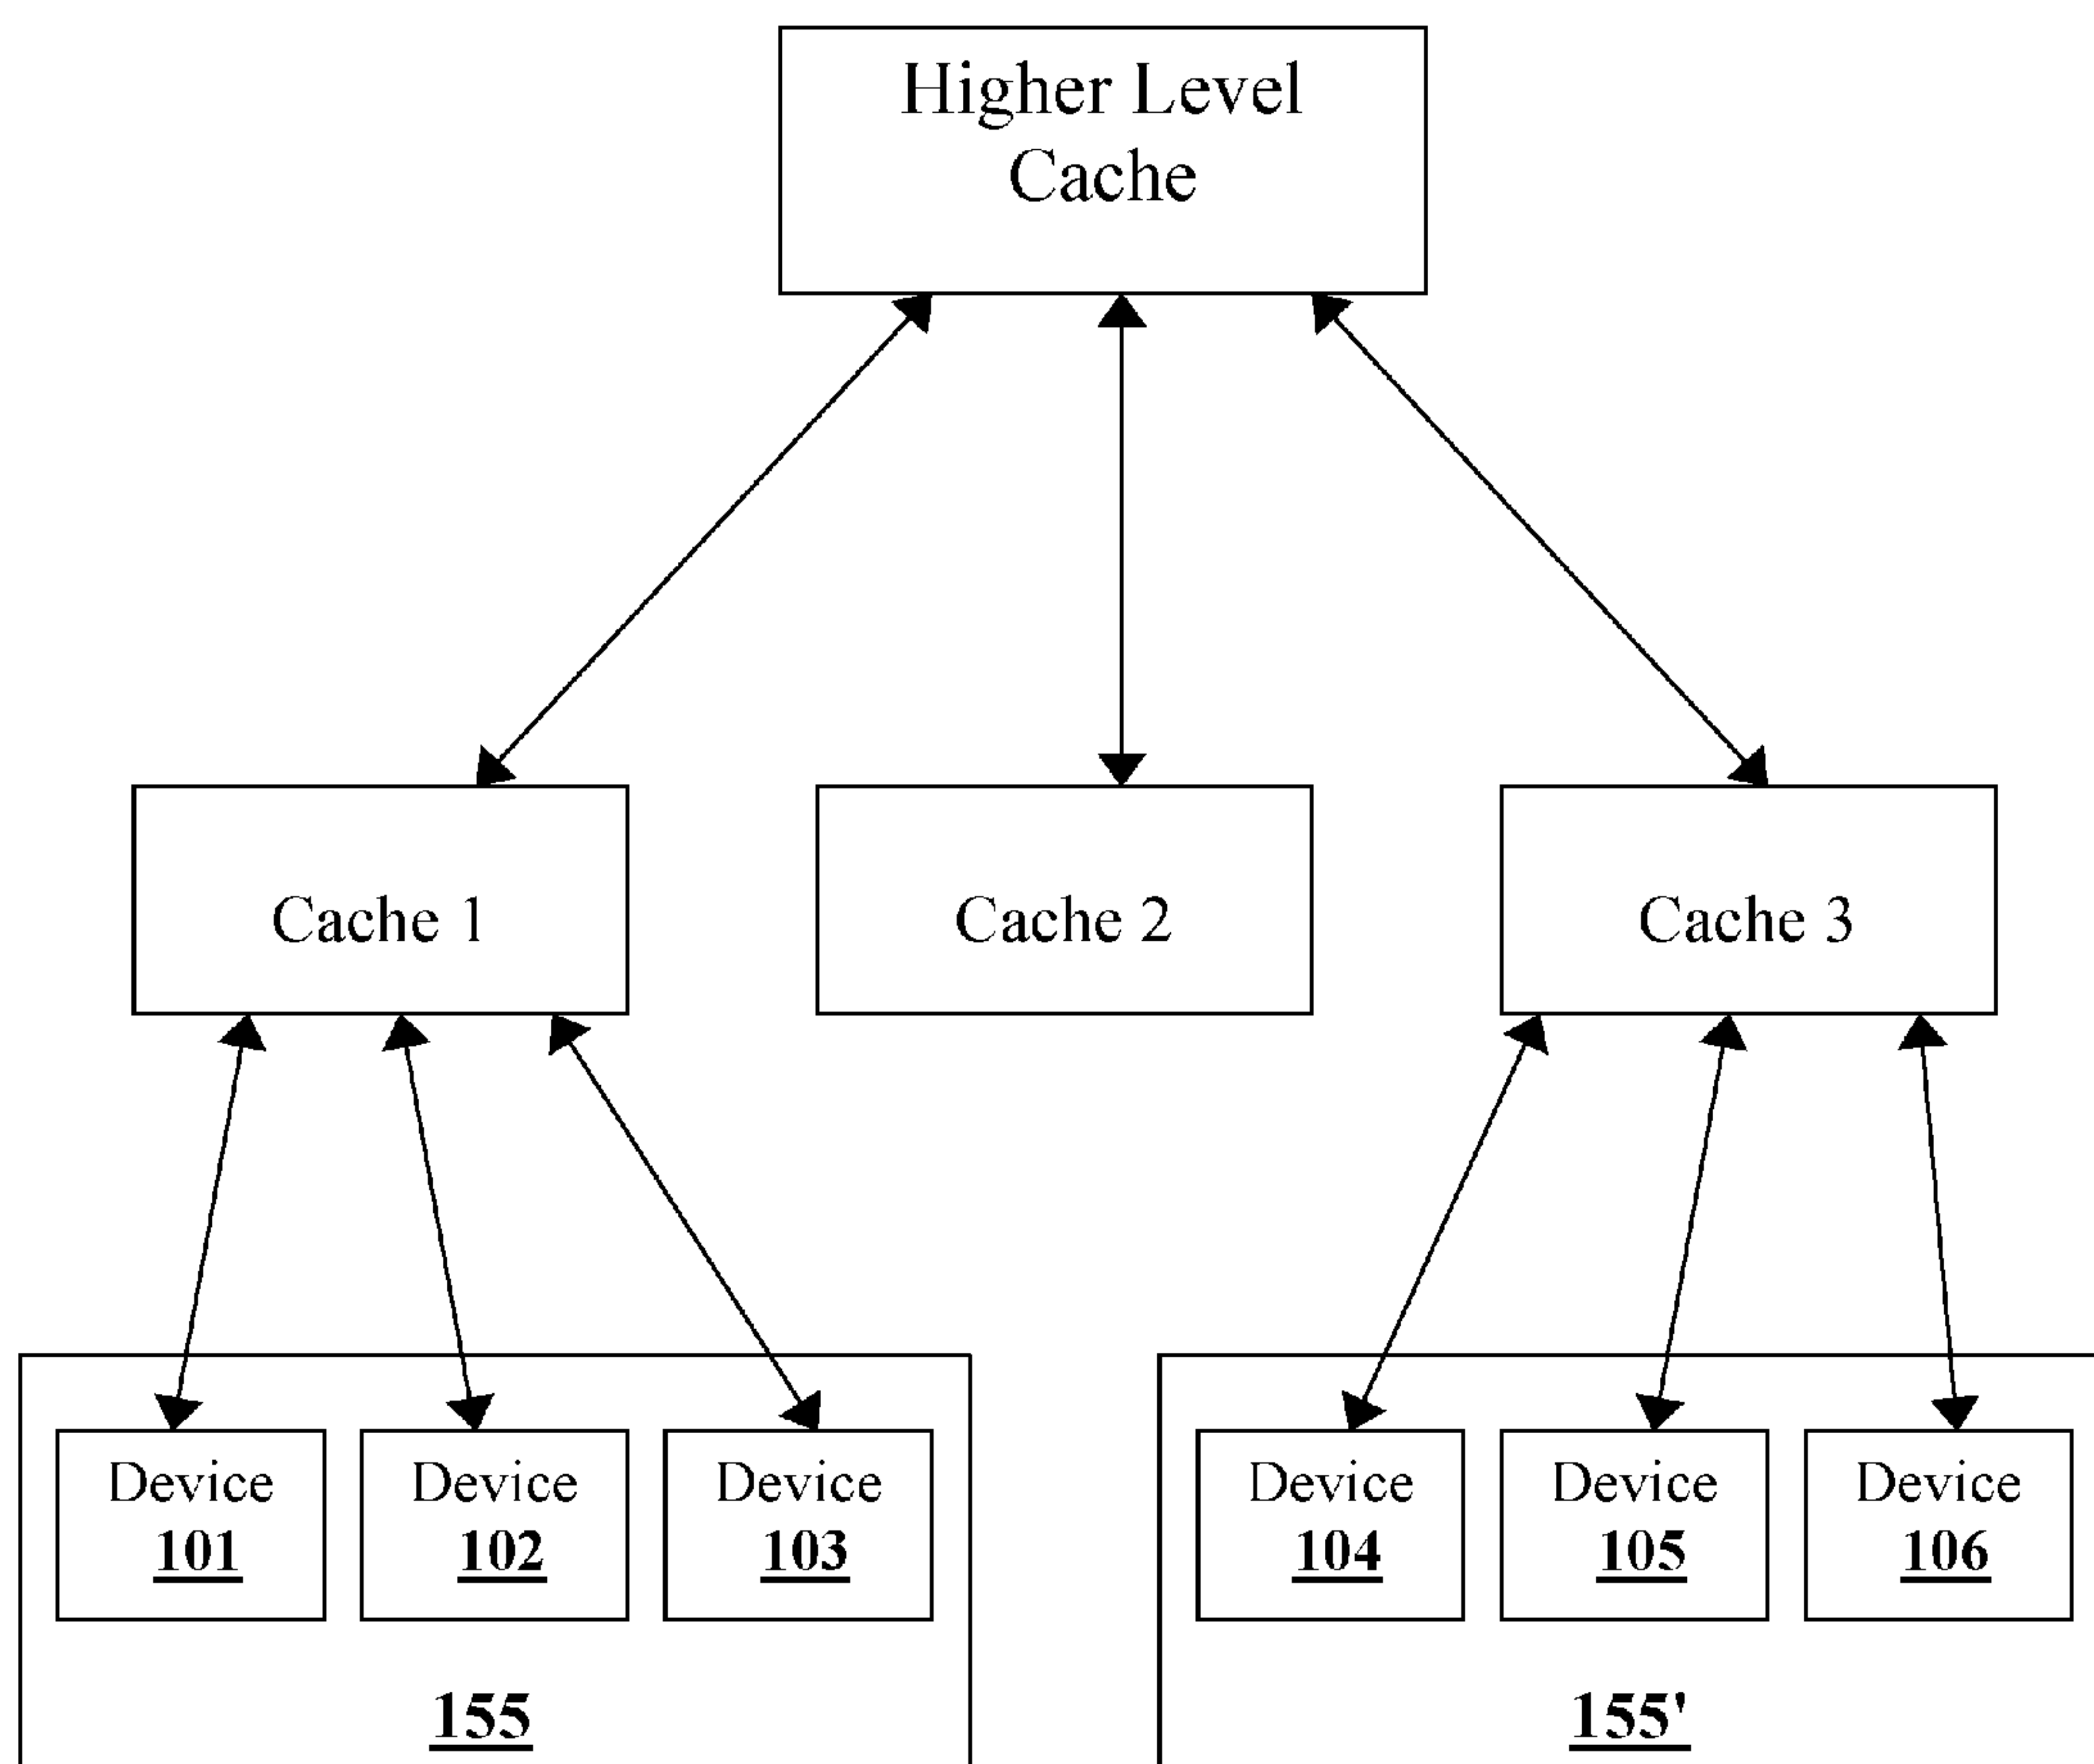 Higher Level
Cache
Cache 1
Cache 2
Cache 3
Device
101
Device
102
Device
103
Device
104
Device
105
Device
106
155
155'